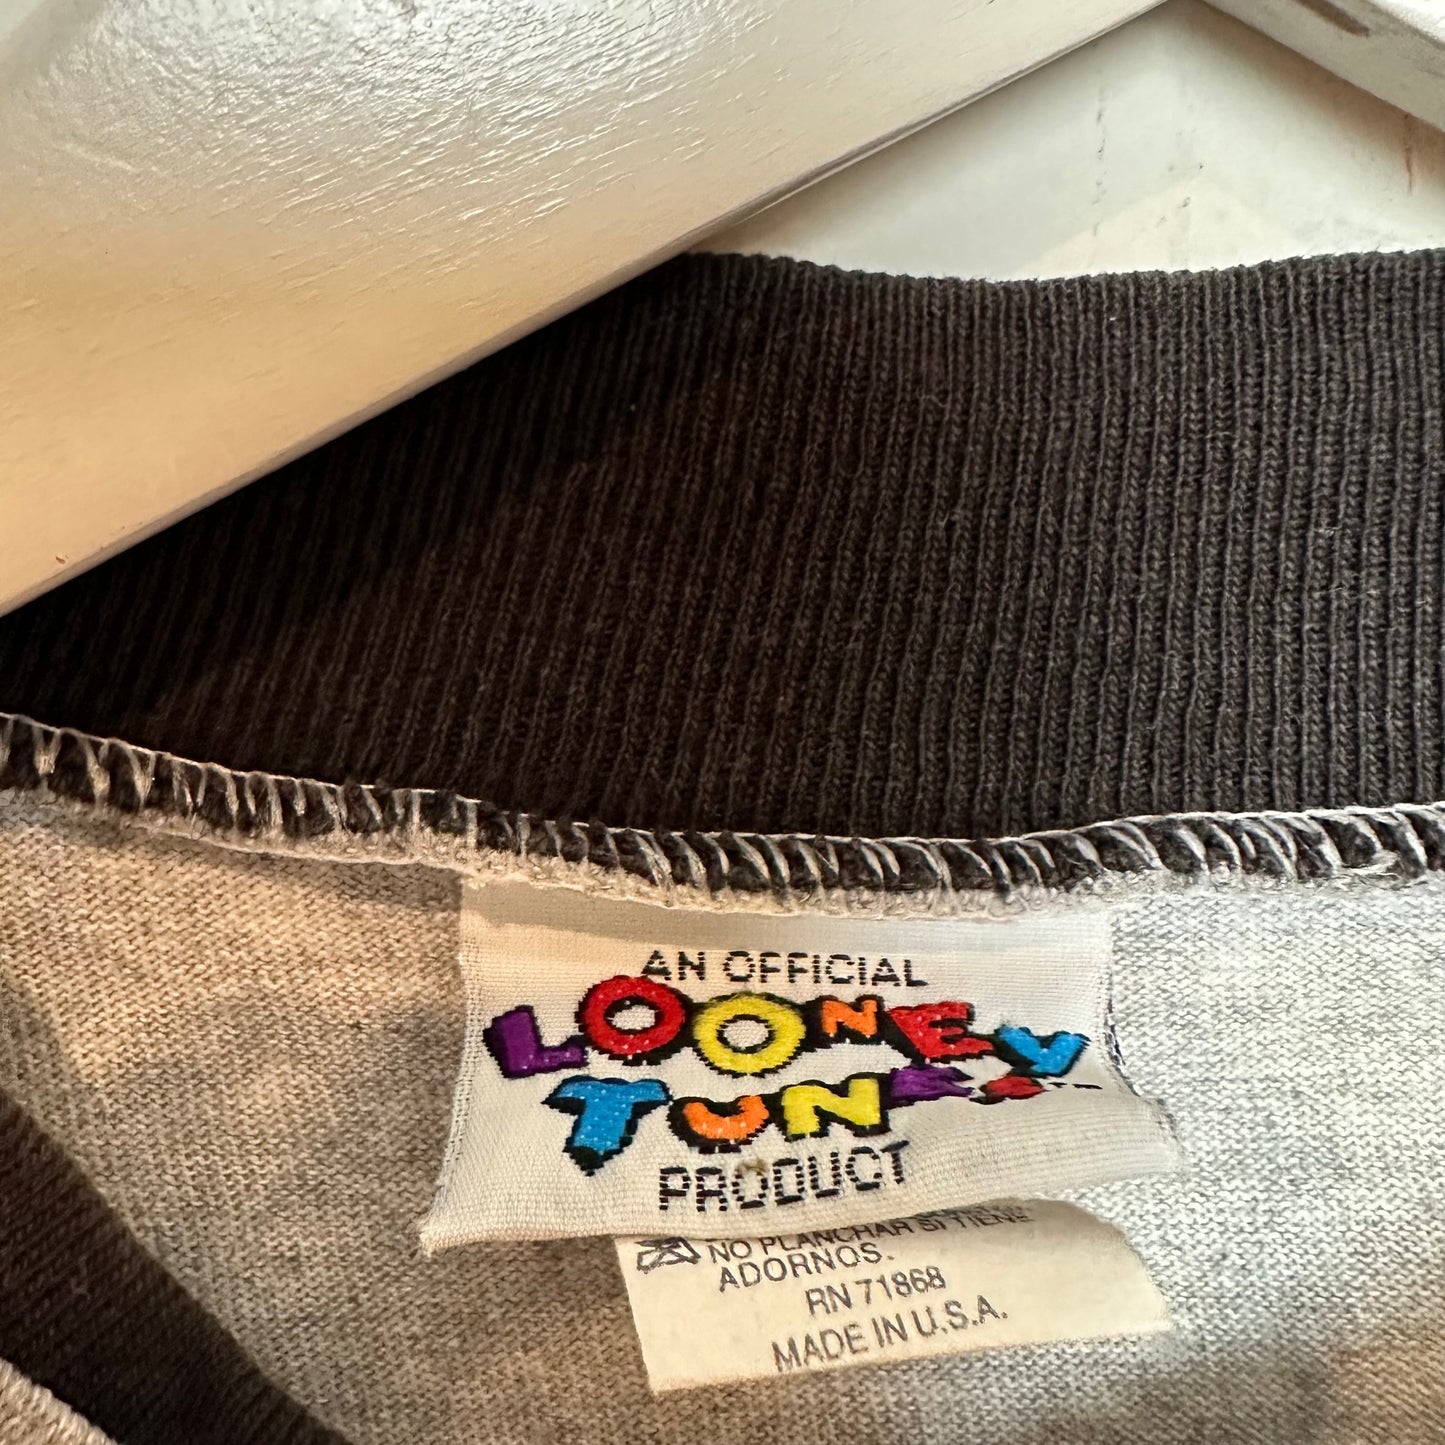 AN OFFICIAL
LOONEY
TUNES
PRODUCT
NO PLANCHAR SI TIENE
ADORNOS.
RN 71868
MADE IN U.S.A.